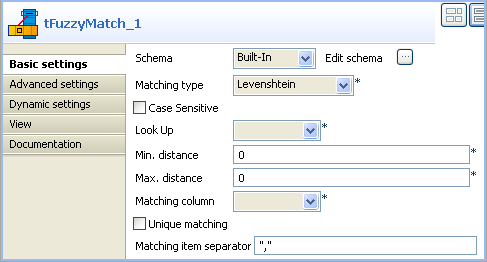 tFuzzyMatch_1
Basic settings
Advanced settings
Dynamic settings
View
Documentation
Schema Built-In Edit schema ...
Matching type Levenshtein *
Case Sensitive
Look Up *
Min. distance 0 *
Max. distance 0 *
Matching column *
Unique matching
Matching item separator ","